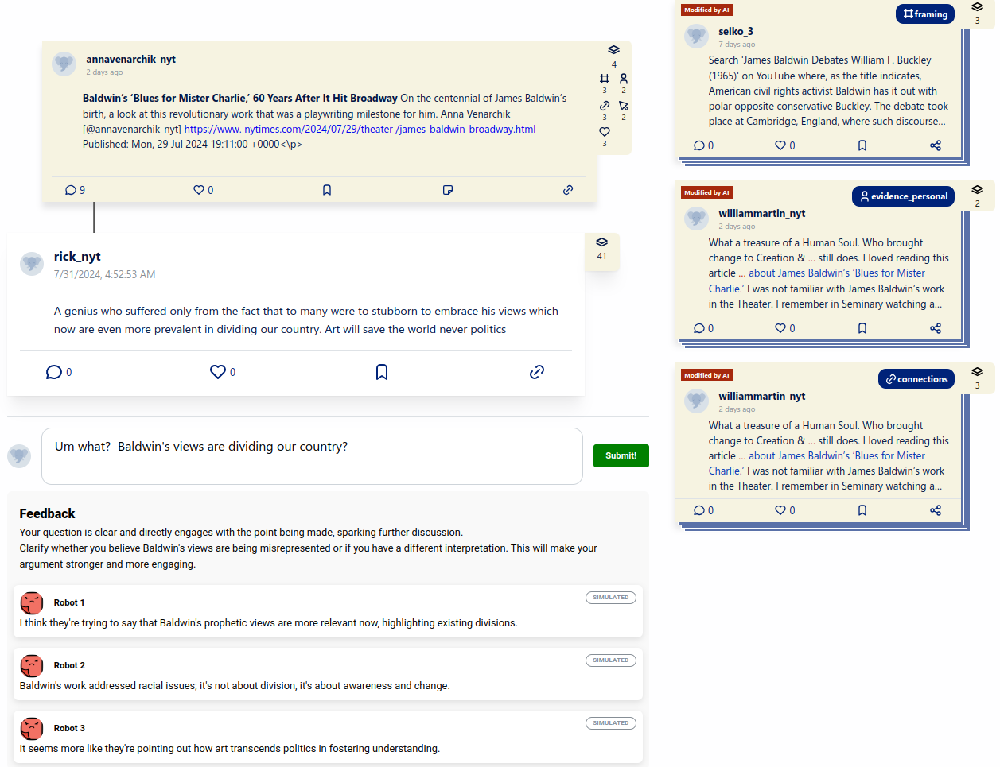 annavenarchik_nyt
2 days ago
Baldwin's 'Blues for Mister Charlie,' 60 Years After It Hit Broadway On the centennial of James Baldwin's
birth, a look at this revolutionary work that was a playwriting milestone for him. Anna Venarchik
[@annavenarchik_nyt] https://www. nytimes.com/2024/07/29/theater /james-baldwin-broadway.html
Published: Mon, 29 Jul 2024 19:11:00 +0000<\p>
9
0
4
3
2
3
2
3
rick_nyt
7/31/2024, 4:52:53 AM
A genius who suffered only from the fact that to many were to stubborn to embrace his views which
now are even more prevalent in dividing our country. Art will save the world never politics
0
0
41
Um what?  Baldwin's views are dividing our country?
Submit!
Feedback
Your question is clear and directly engages with the point being made, sparking further discussion.
Clarify whether you believe Baldwin's views are being misrepresented or if you have a different interpretation. This will make your
argument stronger and more engaging.
Robot 1
SIMULATED
I think they're trying to say that Baldwin's prophetic views are more relevant now, highlighting existing divisions.
Robot 2
SIMULATED
Baldwin's work addressed racial issues; it's not about division, it's about awareness and change.
Robot 3
SIMULATED
It seems more like they're pointing out how art transcends politics in fostering understanding.
Modified by AI
framing
3
seiko_3
7 days ago
Search 'James Baldwin Debates William F. Buckley
(1965)' on YouTube where, as the title indicates,
American civil rights activist Baldwin has it out with
polar opposite conservative Buckley. The debate took
place at Cambridge, England, where such discourse...
0
0
Modified by AI
evidence_personal
2
williammartin_nyt
2 days ago
What a treasure of a Human Soul. Who brought
change to Creation & ... still does. I loved reading this
article ... about James Baldwin's 'Blues for Mister
Charlie.' I was not familiar with James Baldwin's work
in the Theater. I remember in Seminary watching a...
0
0
Modified by AI
connections
3
williammartin_nyt
2 days ago
What a treasure of a Human Soul. Who brought
change to Creation & ... still does. I loved reading this
article ... about James Baldwin's 'Blues for Mister
Charlie.' I was not familiar with James Baldwin's work
in the Theater. I remember in Seminary watching a...
0
0